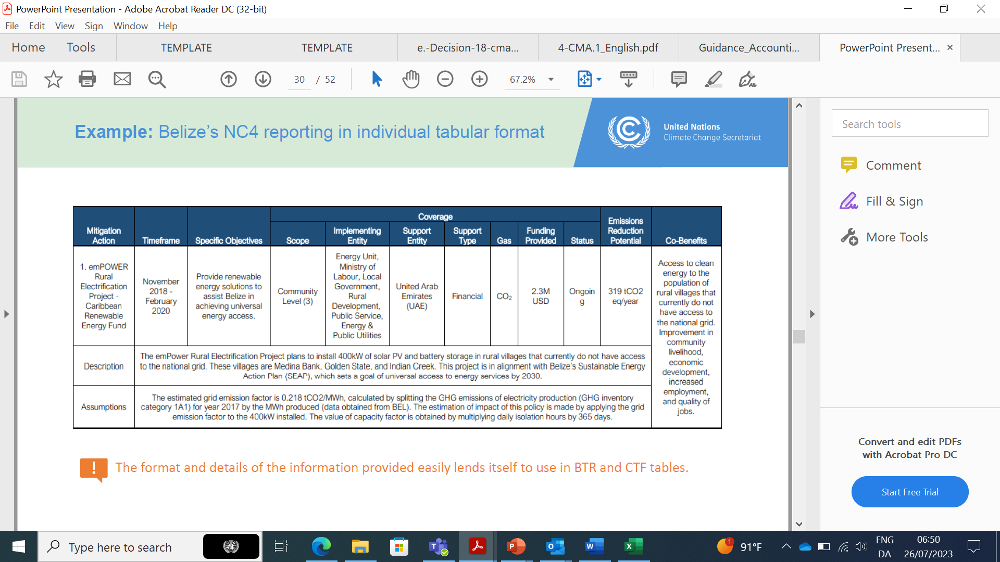 PowerPoint Presentation - Adobe Acrobat Reader DC (32-bit)
File Edit View Sign Window Help
Home Tools TEMPLATE TEMPLATE e.-Decision-18-cma... 4-CMA.1_English.pdf Guidance_Accounti... PowerPoint Present... ×
30 / 52 67.2%
Example: Belize’s NC4 reporting in individual tabular format
United Nations
Climate Change Secretariat
Search tools
Comment
Fill & Sign
More Tools
Mitigation
Action
Timeframe
Specific Objectives
Coverage
Scope
Implementing
Entity
Support
Entity
Support
Type
Gas
Funding
Provided
Status
Emissions
Reduction
Potential
Co-Benefits
1. emPOWER
Rural
Electrification
Project -
Caribbean
Renewable
Energy Fund
November
2018 -
February
2020
Provide renewable
energy solutions to
assist Belize in
achieving universal
energy access.
Community
Level (3)
Energy Unit,
Ministry of
Labour, Local
Government,
Rural
Development,
Public Service,
Energy &
Public Utilities
United Arab
Emirates
(UAE)
Financial
CO₂
2.3M
USD
Ongoin
g
319 tCO2
eq/year
Access to clean
energy to the
population of
rural villages that
currently do not
have access to
the national grid.
Improvement in
community
livelihood,
economic
development,
increased
employment,
and quality of
jobs.
Description
The emPower Rural Electrification Project plans to install 400kW of solar PV and battery storage in rural villages that currently do not have access
to the national grid. These villages are Medina Bank, Golden State, and Indian Creek. This project is in alignment with Belize's Sustainable Energy
Action Plan (SEAP), which sets a goal of universal access to energy services by 2030.
Assumptions
The estimated grid emission factor is 0.218 tCO2/MWh, calculated by splitting the GHG emissions of electricity production (GHG inventory
category 1A1) for year 2017 by the MWh produced (data obtained from BEL). The estimation of impact of this policy is made by applying the grid
emission factor to the 400kW installed. The value of capacity factor is obtained by multiplying daily isolation hours by 365 days.
! The format and details of the information provided easily lends itself to use in BTR and CTF tables.
Convert and edit PDFs
with Acrobat Pro DC
Start Free Trial
Type here to search
1 91°F
ENG
DA
06:50
26/07/2023